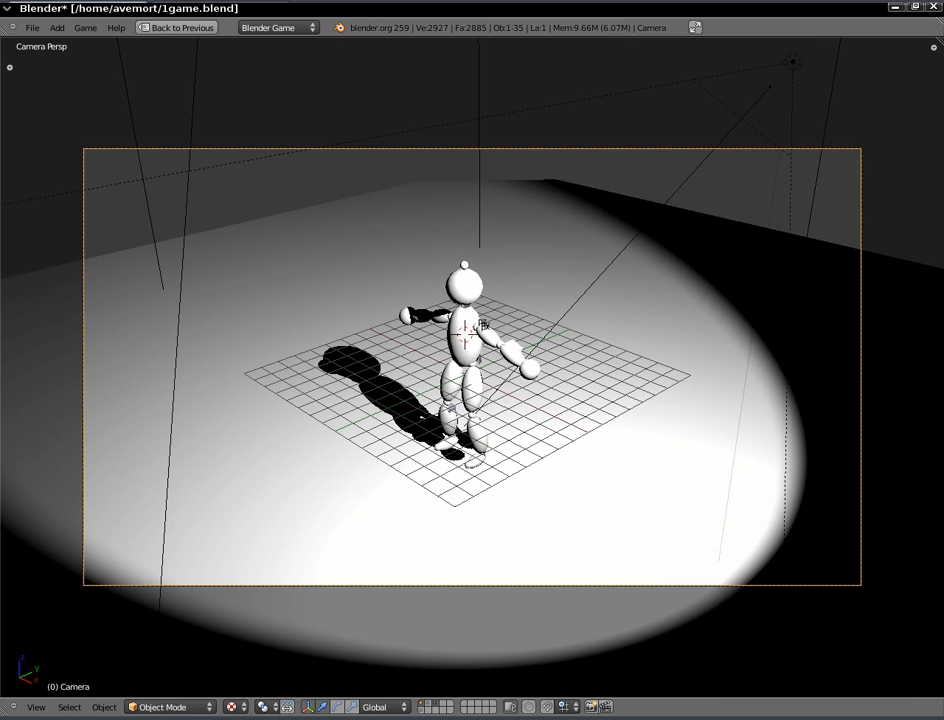 Blender* [/home/avemort/1game.blend]
File Add Game Help Back to Previous Blender Game blender.org 259 | Ve:2927 | Fa:2885 | Ob:1-35 | La:1 | Mem:9.66M (6.07M) | Camera
Camera Persp
z
y
x
(0) Camera
View Select Object Object Mode Global